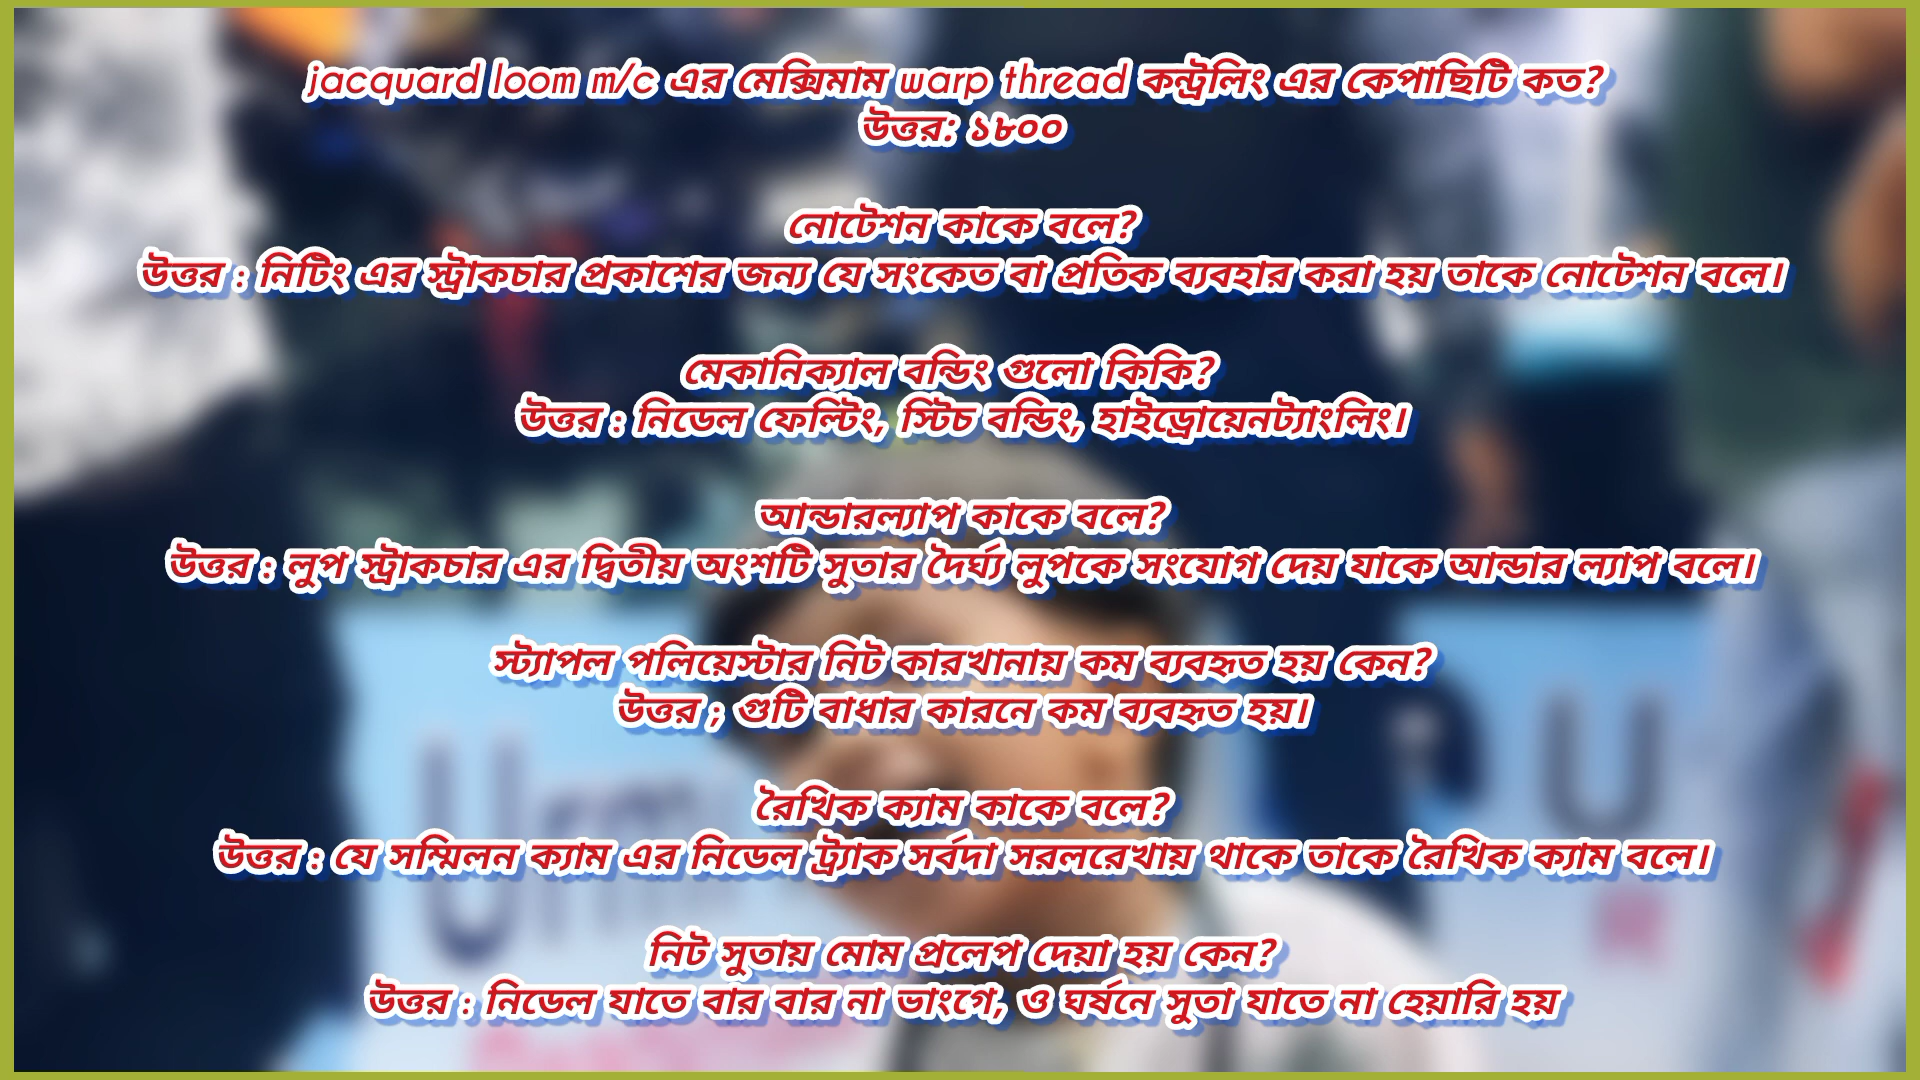 jacquard loom m/c এর মেক্সিমাম warp thread কন্ট্রলিং এর কেপাছিটি কত?
উত্তর: ১৮০০
নোটেশন কাকে বলে?
উত্তর : নিটিং এর স্ট্রাকচার প্রকাশের জন্য যে সংকেত বা প্রতিক ব্যবহার করা হয় তাকে নোটেশন বলে।
মেকানিক্যাল বন্ডিং গুলো কিকি?
উত্তর : নিডেল ফেল্টিং, স্টিচ বন্ডিং, হাইড্রোয়েনট্যাংলিং।
আন্ডারল্যাপ কাকে বলে?
উত্তর : লুপ স্ট্রাকচার এর দ্বিতীয় অংশটি সুতার দৈর্ঘ্য লুপকে সংযোগ দেয় যাকে আন্ডার ল্যাপ বলে।
স্ট্যাপল পলিয়েস্টার নিট কারখানায় কম ব্যবহৃত হয় কেন?
উত্তর ; গুটি বাধার কারনে কম ব্যবহৃত হয়।
রৈখিক ক্যাম কাকে বলে?
উত্তর : যে সম্মিলন ক্যাম এর নিডেল ট্র্যাক সর্বদা সরলরেখায় থাকে তাকে রৈখিক ক্যাম বলে।
নিট সুতায় মোম প্রলেপ দেয়া হয় কেন?
উত্তর : নিডেল যাতে বার বার না ভাংগে, ও ঘর্ষনে সুতা যাতে না হেয়ারি হয়
Urmi
U